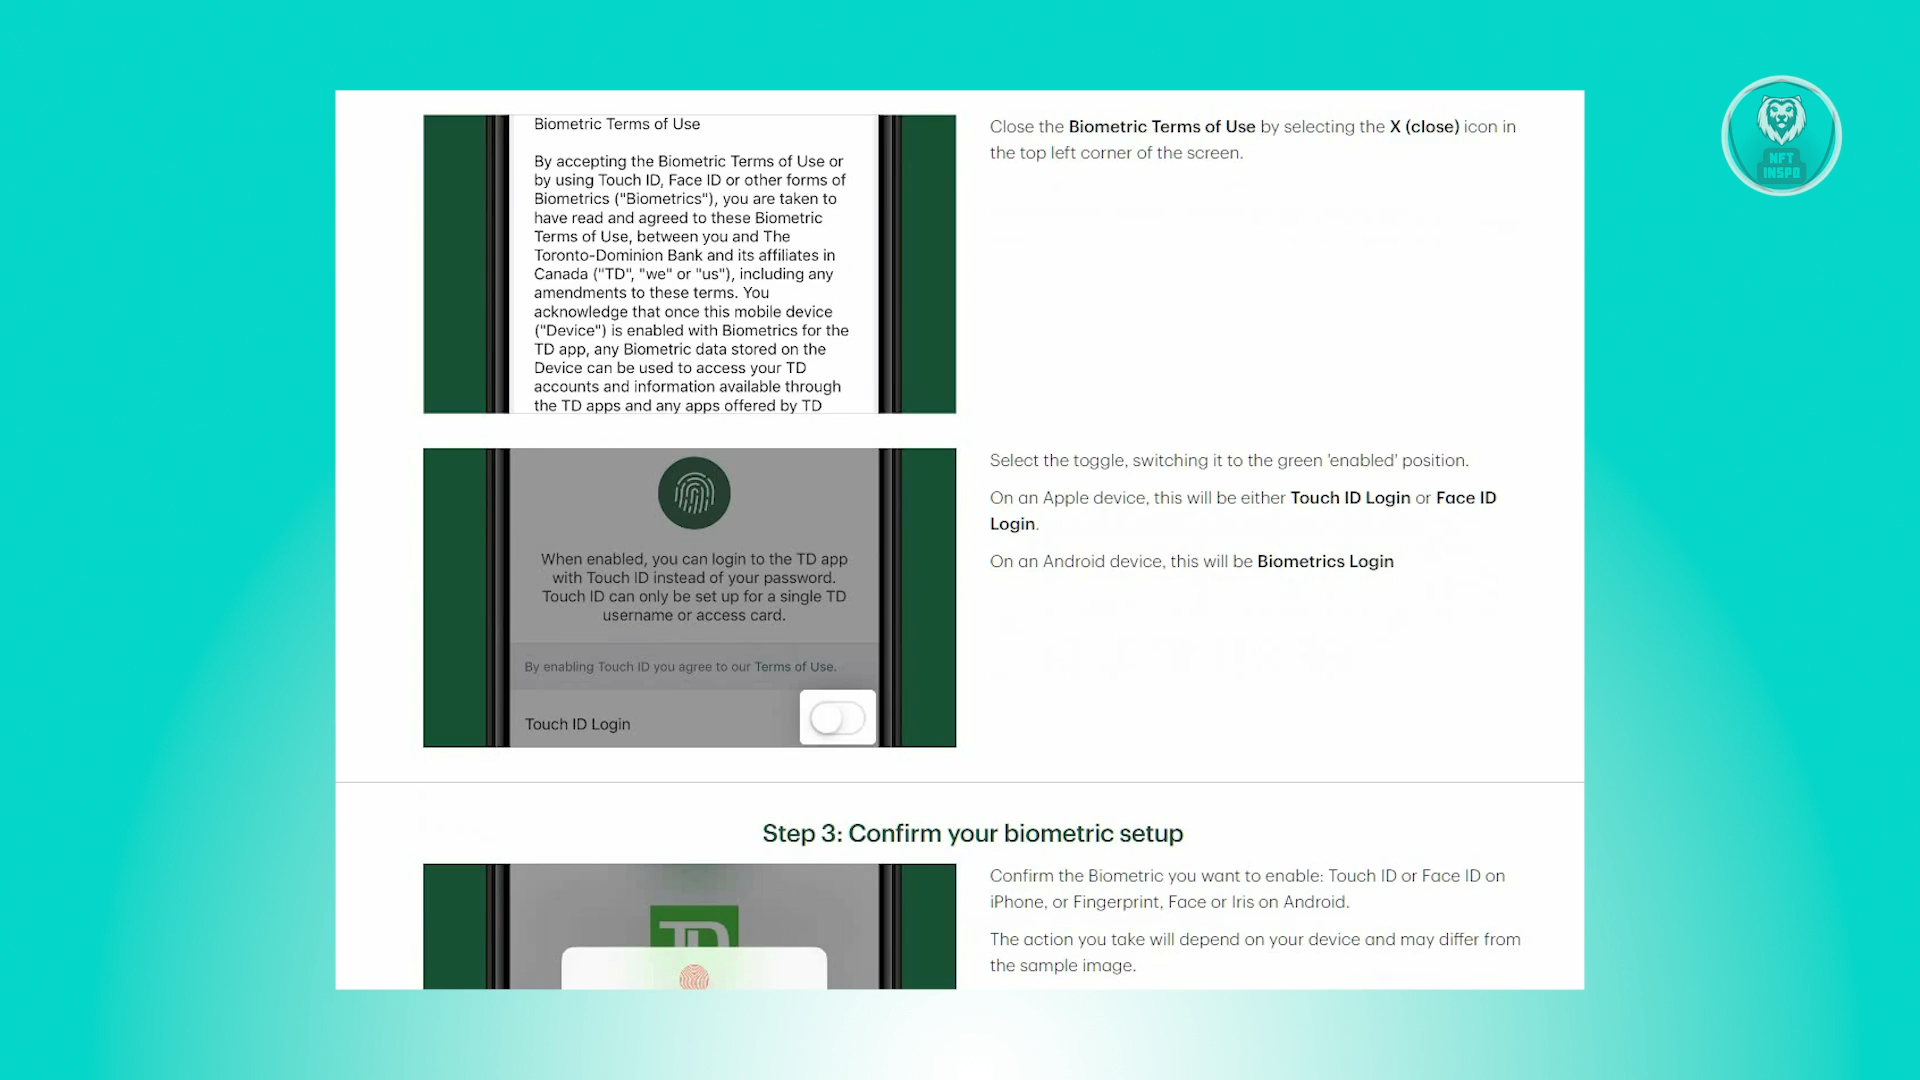 Biometric Terms of Use
By accepting the Biometric Terms of Use or
by using Touch ID, Face ID or other forms of
Biometrics ("Biometrics"), you are taken to
have read and agreed to these Biometric
Terms of Use, between you and The
Toronto-Dominion Bank and its affiliates in
Canada ("TD", "we" or "us"), including any
amendments to these terms. You
acknowledge that once this mobile device
("Device") is enabled with Biometrics for the
TD app, any Biometric data stored on the
Device can be used to access your TD
accounts and information available through
the TD apps and any apps offered by TD
Close the Biometric Terms of Use by selecting the X (close) icon in
the top left corner of the screen.
NFT
INSPO
When enabled, you can login to the TD app
with Touch ID instead of your password.
Touch ID can only be set up for a single TD
username or access card.
By enabling Touch ID you agree to our Terms of Use.
Touch ID Login
Select the toggle, switching it to the green 'enabled' position.
On an Apple device, this will be either Touch ID Login or Face ID
Login.
On an Android device, this will be Biometrics Login
Step 3: Confirm your biometric setup
TD
Confirm the Biometric you want to enable: Touch ID or Face ID on
iPhone, or Fingerprint, Face or Iris on Android.
The action you take will depend on your device and may differ from
the sample image.